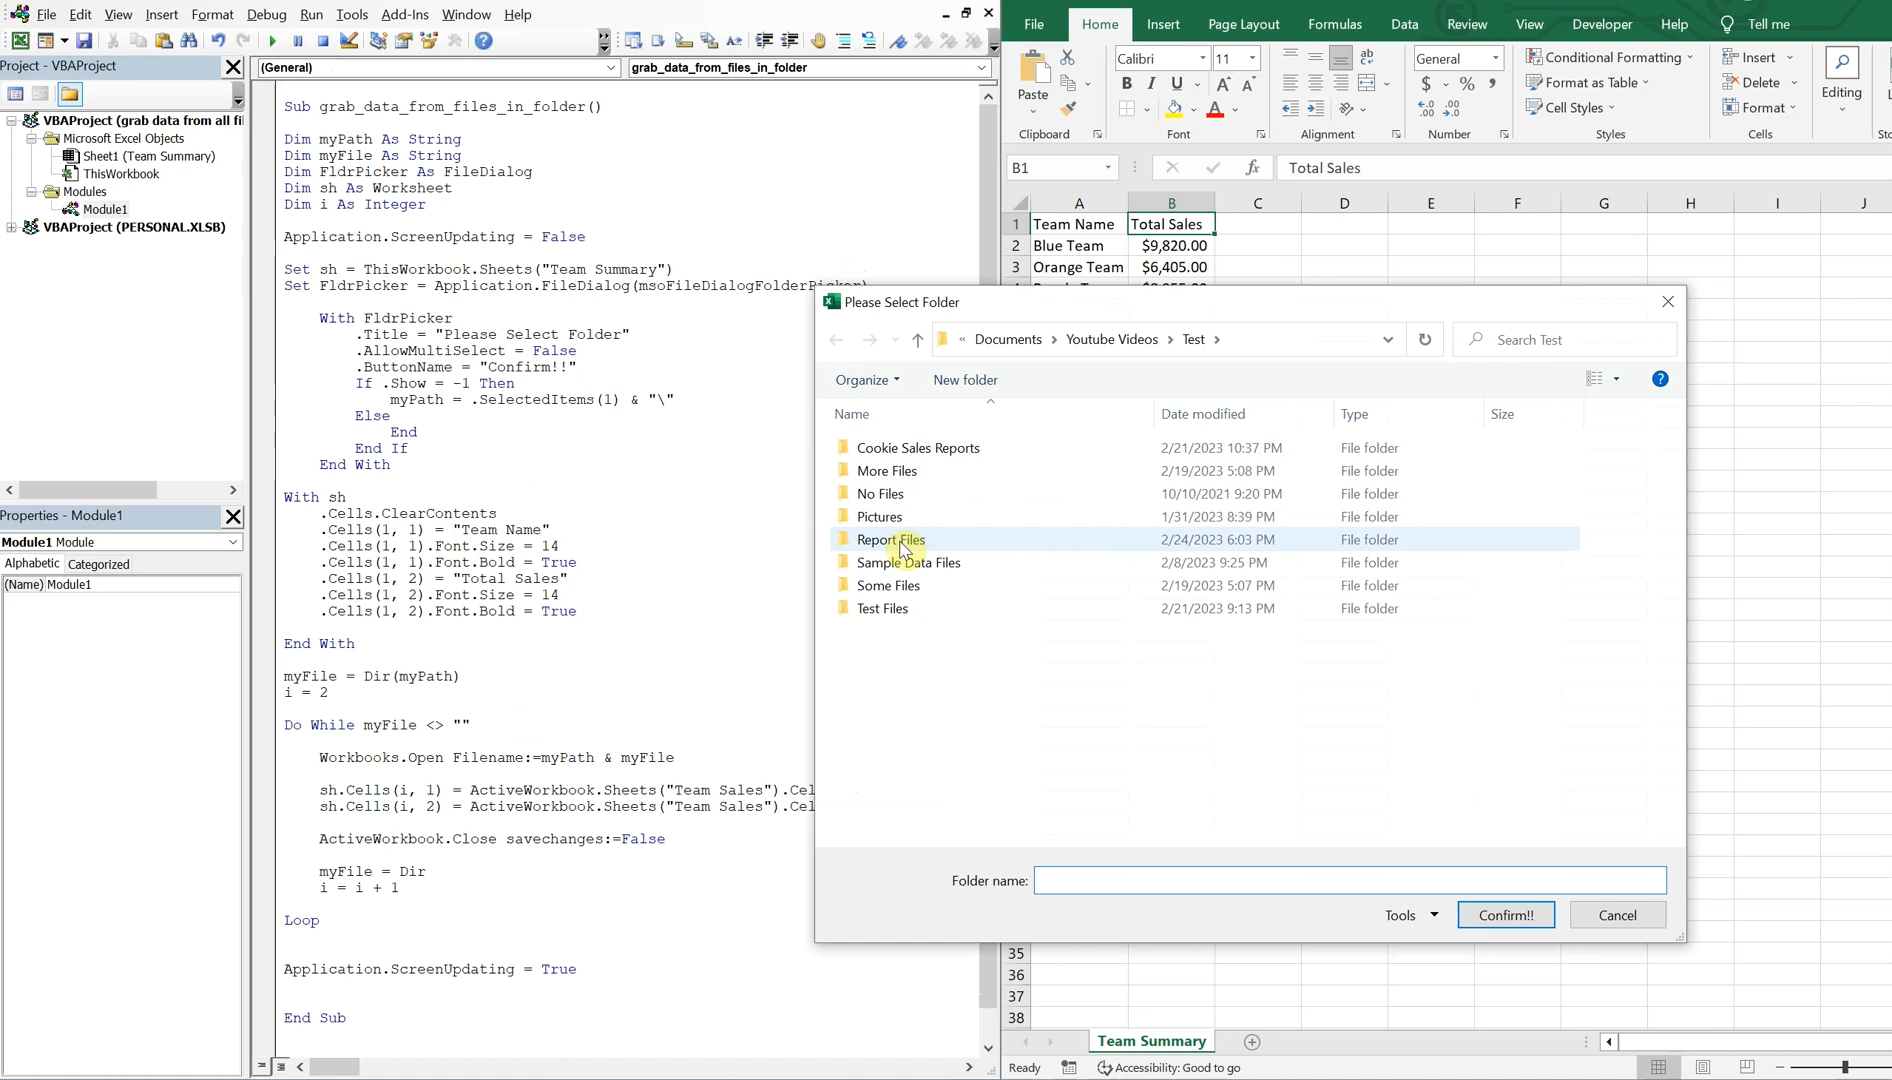 File Edit View Insert Format Debug Run Tools Add-Ins Window Help
Project - VBAProject
VBAProject (grab data from all fi
Microsoft Excel Objects
Sheet1 (Team Summary)
ThisWorkbook
Modules
Module1
VBAProject (PERSONAL.XLSB)
Properties - Module1
Module1 Module
Alphabetic Categorized
(Name) Module1
(General)
grab_data_from_files_in_folder
Sub grab_data_from_files_in_folder()
Dim myPath As String
Dim myFile As String
Dim FldrPicker As FileDialog
Dim sh As Worksheet
Dim i As Integer
Application.ScreenUpdating = False
Set sh = ThisWorkbook.Sheets("Team Summary")
Set FldrPicker = Application.FileDialog(msoFileDialogFolderPicker)
With FldrPicker
.Title = "Please Select Folder"
.AllowMultiSelect = False
.ButtonName = "Confirm!!"
If .Show = -1 Then
myPath = .SelectedItems(1) & "\"
Else
End
End If
End With
With sh
.Cells.ClearContents
.Cells(1, 1) = "Team Name"
.Cells(1, 1).Font.Size = 14
.Cells(1, 1).Font.Bold = True
.Cells(1, 2) = "Total Sales"
.Cells(1, 2).Font.Size = 14
.Cells(1, 2).Font.Bold = True
End With
myFile = Dir(myPath)
i = 2
Do While myFile <> ""
Workbooks.Open Filename:=myPath & myFile
sh.Cells(i, 1) = ActiveWorkbook.Sheets("Team Sales").Cel
sh.Cells(i, 2) = ActiveWorkbook.Sheets("Team Sales").Cel
ActiveWorkbook.Close savechanges:=False
myFile = Dir
i = i + 1
Loop
Application.ScreenUpdating = True
End Sub
File Home Insert Page Layout Formulas Data Review View Developer Help Tell me
Paste
Calibri 11
B I U
General
$ % ,
Conditional Formatting
Format as Table
Cell Styles
Insert
Delete
Format
Editing
Clipboard Font Alignment Number Styles Cells
B1 fx Total Sales
A B C D E F G H I J
1 Team Name Total Sales
2 Blue Team $9,820.00
3 Orange Team $6,405.00
Please Select Folder
« Documents › Youtube Videos › Test ›
Search Test
Organize New folder
Name Date modified Type Size
Cookie Sales Reports 2/21/2023 10:37 PM File folder
More Files 2/19/2023 5:08 PM File folder
No Files 10/10/2021 9:20 PM File folder
Pictures 1/31/2023 8:39 PM File folder
Report Files 2/24/2023 6:03 PM File folder
Sample Data Files 2/8/2023 9:25 PM File folder
Some Files 2/19/2023 5:07 PM File folder
Test Files 2/21/2023 9:13 PM File folder
Folder name:
Tools Confirm!! Cancel
35
36
37
38
Team Summary
Ready Accessibility: Good to go